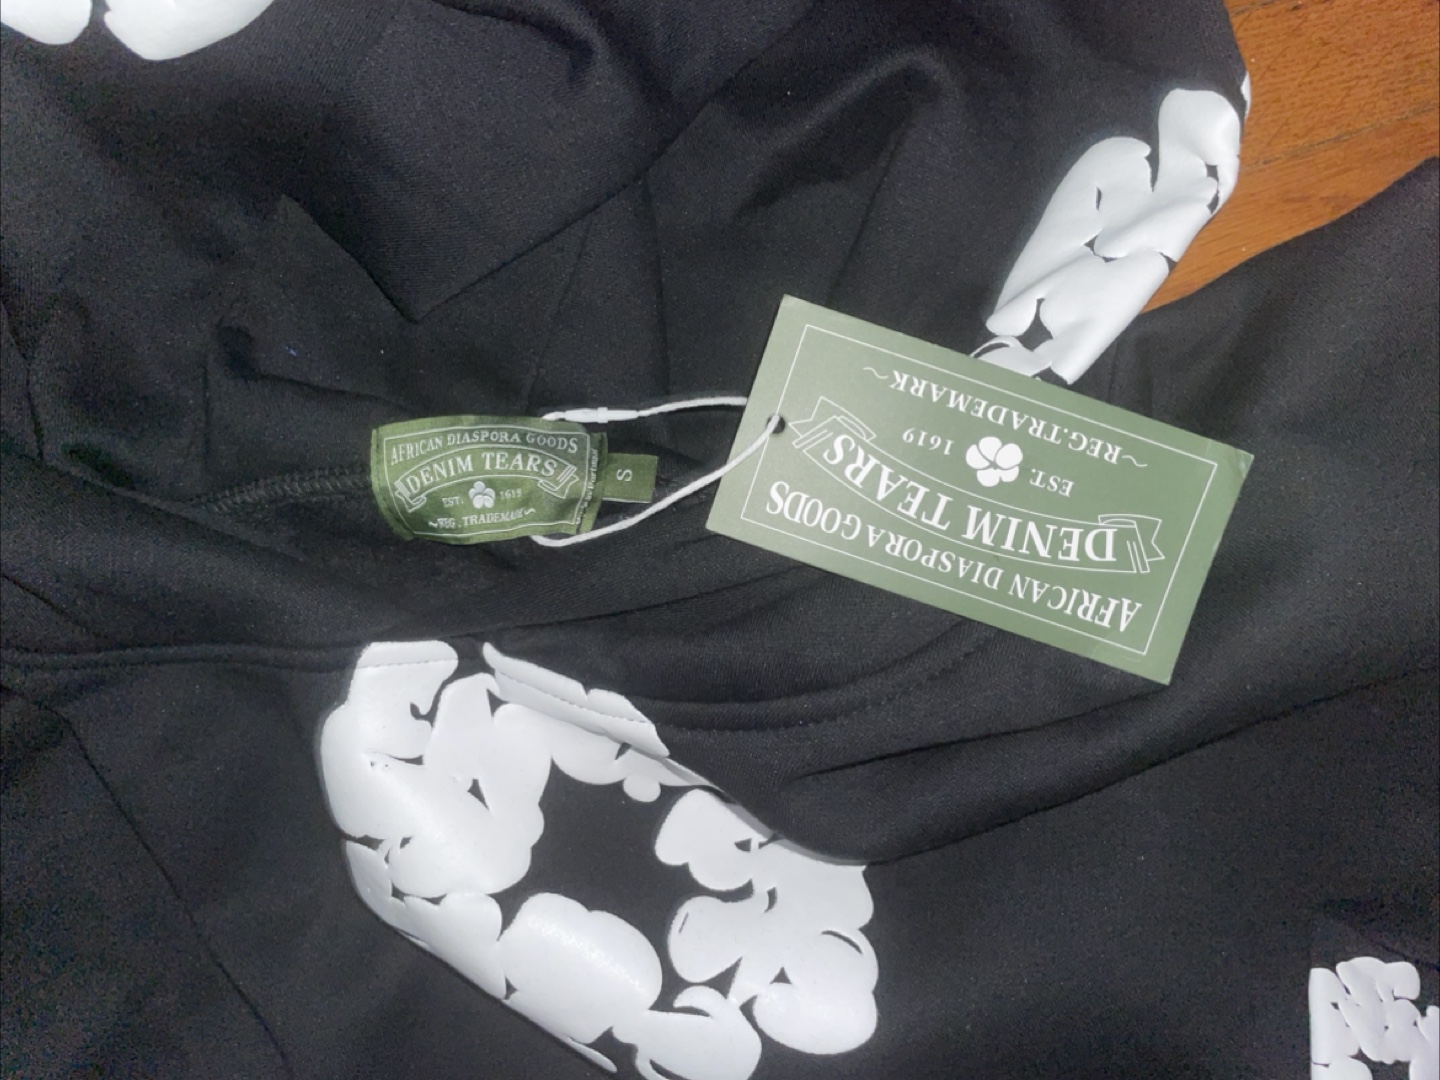 AFRICAN DIASPORA GOODS
DENIM TEARS
EST. 1619
~REG. TRADEMARK~
S
AFRICAN DIASPORA GOODS
DENIM TEARS
EST. 1619
~REG.TRADEMARK~